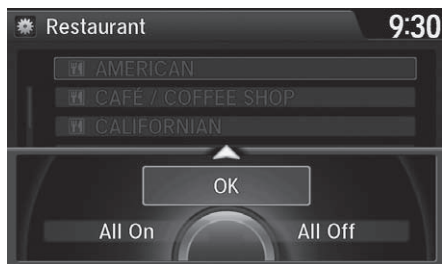 Restaurant
9:30
AMERICAN
CAFÉ / COFFEE SHOP
CALIFORNIAN
OK
All On
All Off